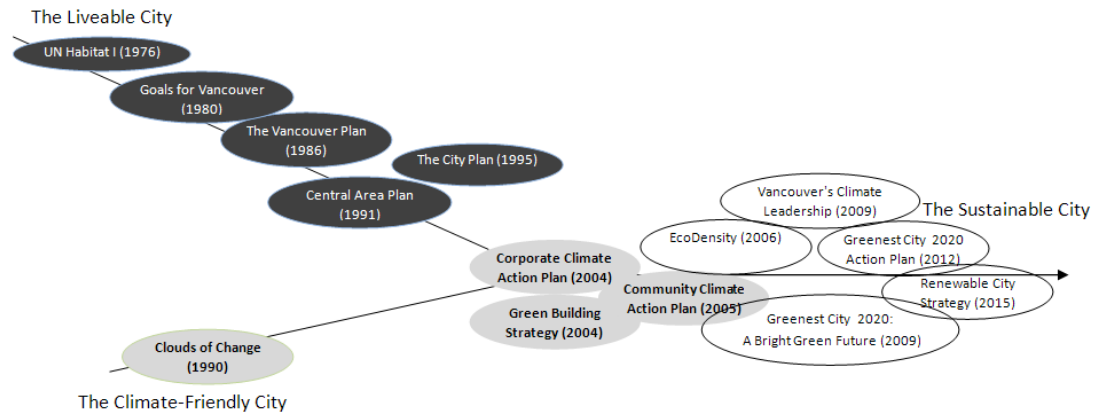 The Liveable City
UN Habitat I (1976)
Goals for Vancouver
(1980)
The Vancouver Plan
(1986)
The City Plan (1995)
Central Area Plan
(1991)
Vancouver's Climate
Leadership (2009)
The Sustainable City
EcoDensity (2006)
Greenest City 2020
Action Plan (2012)
Corporate Climate
Action Plan (2004)
Community Climate
Action Plan (2005)
Renewable City
Strategy (2015)
Green Building
Strategy (2004)
Greenest City 2020:
A Bright Green Future (2009)
Clouds of Change
(1990)
The Climate-Friendly City